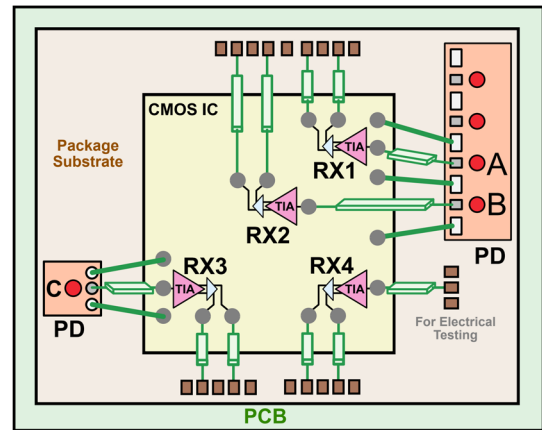 CMOS IC
Package
Substrate
TIA
RX1
A
TIA
RX2
B
PD
RX3
TIA
RX4
TIA
C
PD
For Electrical
Testing
PCB